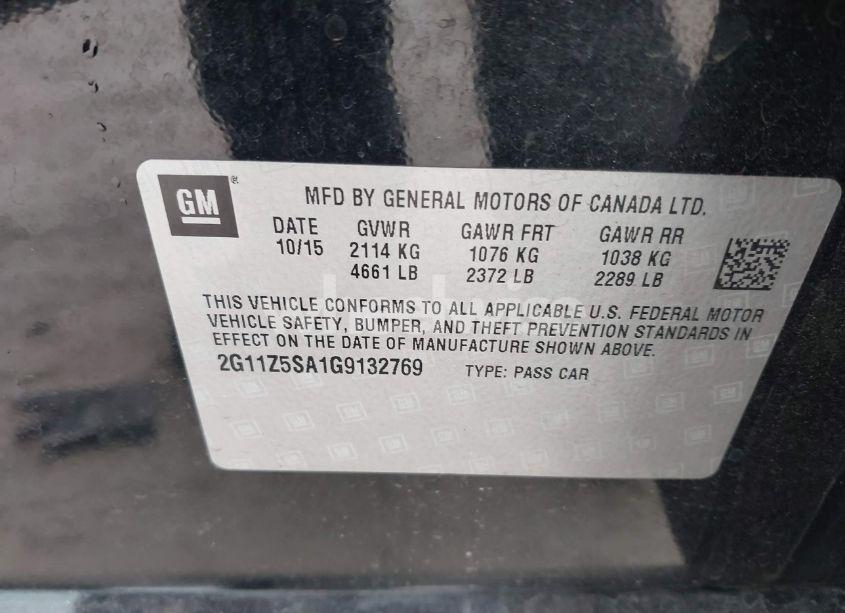 GM®
MFD BY GENERAL MOTORS OF CANADA LTD.
DATE GVWR GAWR FRT GAWR RR
10/15 2114 KG 1076 KG 1038 KG
4661 LB 2372 LB 2289 LB
THIS VEHICLE CONFORMS TO ALL APPLICABLE U.S. FEDERAL MOTOR
VEHICLE SAFETY, BUMPER, AND THEFT PREVENTION STANDARDS IN
EFFECT ON THE DATE OF MANUFACTURE SHOWN ABOVE.
2G11Z5SA1G9132769 TYPE: PASS CAR